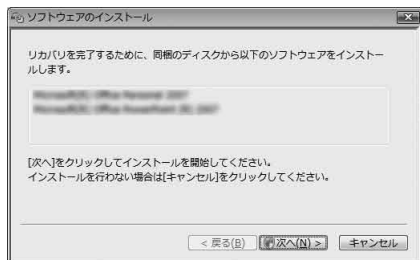 ソフトウェアのインストール
リカバリを完了するために、同梱のディスクから以下のソフトウェアをインストー
ルします。
[次へ]をクリックしてインストールを開始してください。
インストールを行わない場合は[キャンセル]をクリックしてください。
< 戻る(B) 次へ(N) > キャンセル